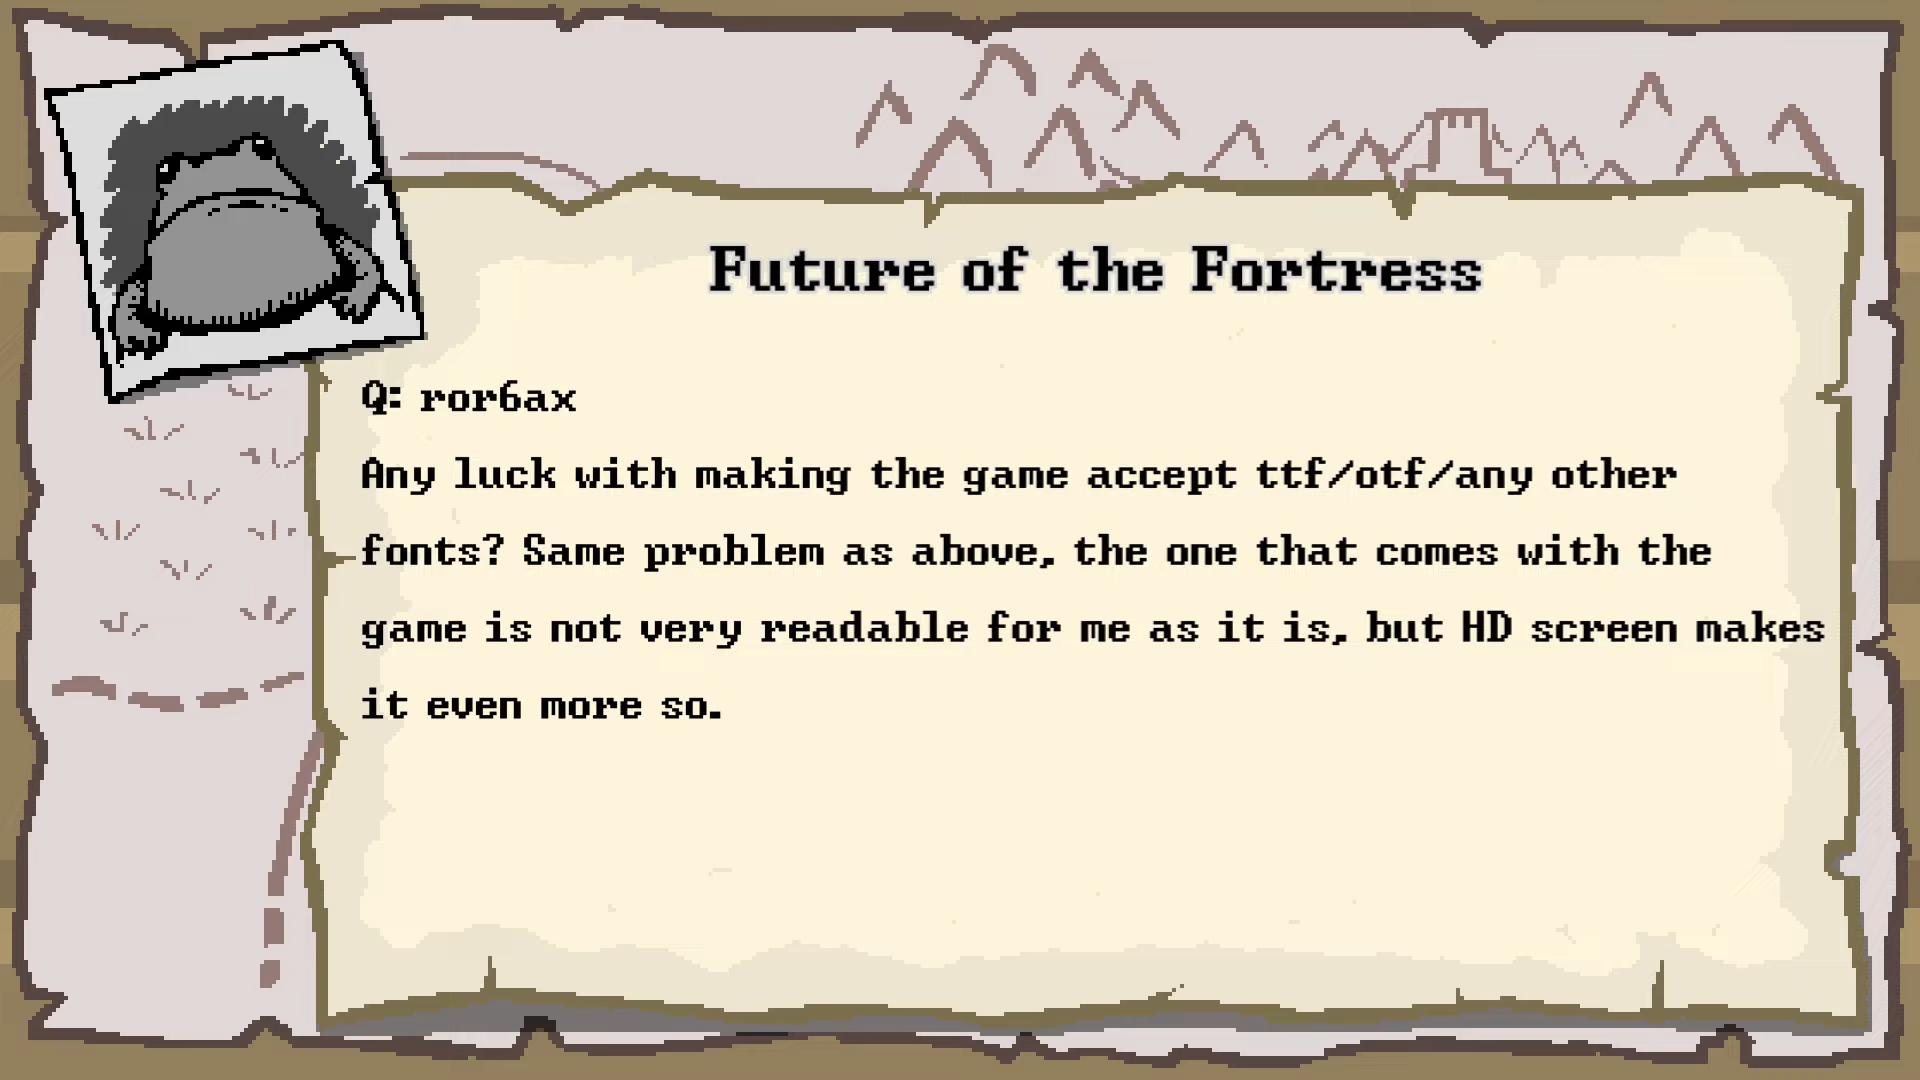 Future of the Fortress
Q: ror6ax
Any luck with making the game accept ttf/otf/any other
fonts? Same problem as above, the one that comes with the
game is not very readable for me as it is, but HD screen makes
it even more so.